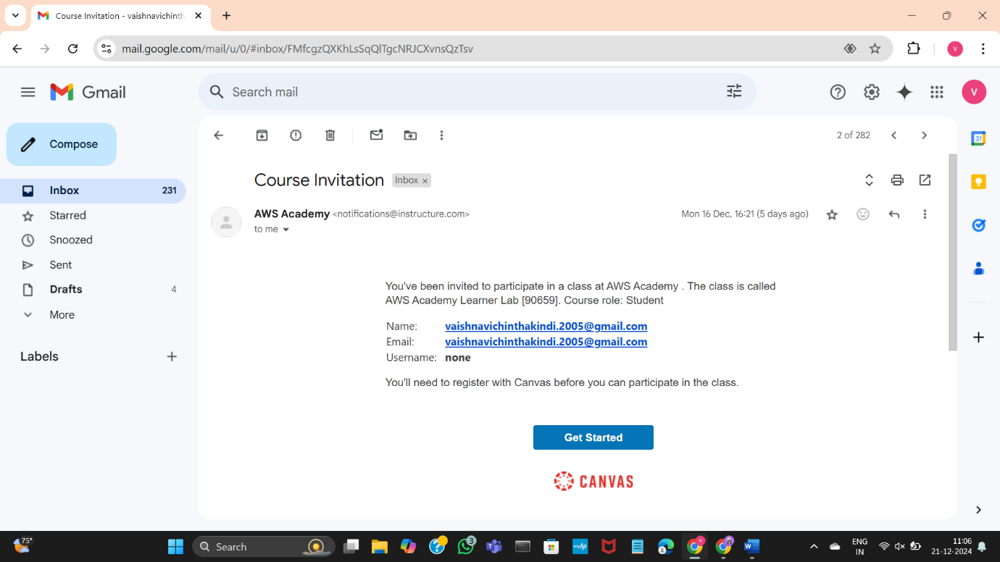 Course Invitation - vaishnavichinth
mail.google.com/mail/u/0/#inbox/FMfcgzQXKhLsSqQlTgcNRJCXvnsQzTsv
V
Gmail
Search mail
V
Compose
2 of 282
31
Course Invitation Inbox ×
Inbox 231
AWS Academy <notifications@instructure.com> Mon 16 Dec, 16:21 (5 days ago)
Starred
to me
Snoozed
Sent
Drafts 4
More
Labels
You've been invited to participate in a class at AWS Academy . The class is called
AWS Academy Learner Lab [90659]. Course role: Student
Name: vaishnavichinthakindi.2005@gmail.com
Email: vaishnavichinthakindi.2005@gmail.com
Username: none
You'll need to register with Canvas before you can participate in the class.
Get Started
CANVAS
75°
Search
3
ENG
IN
11:06
21-12-2024